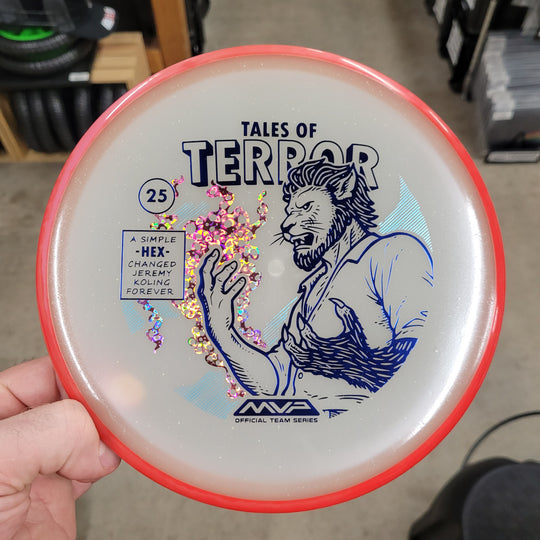 TALES OF
TERROR
25
A SIMPLE
-HEX-
CHANGED
JEREMY
KOLING
FOREVER
MVP
OFFICIAL TEAM SERIES